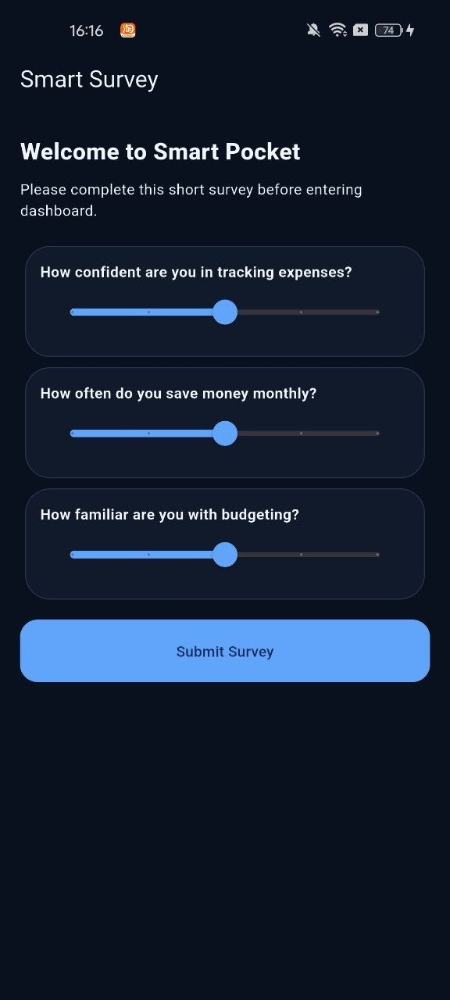 16:16
淘
74
Smart Survey
Welcome to Smart Pocket
Please complete this short survey before entering
dashboard.
How confident are you in tracking expenses?
How often do you save money monthly?
How familiar are you with budgeting?
Submit Survey